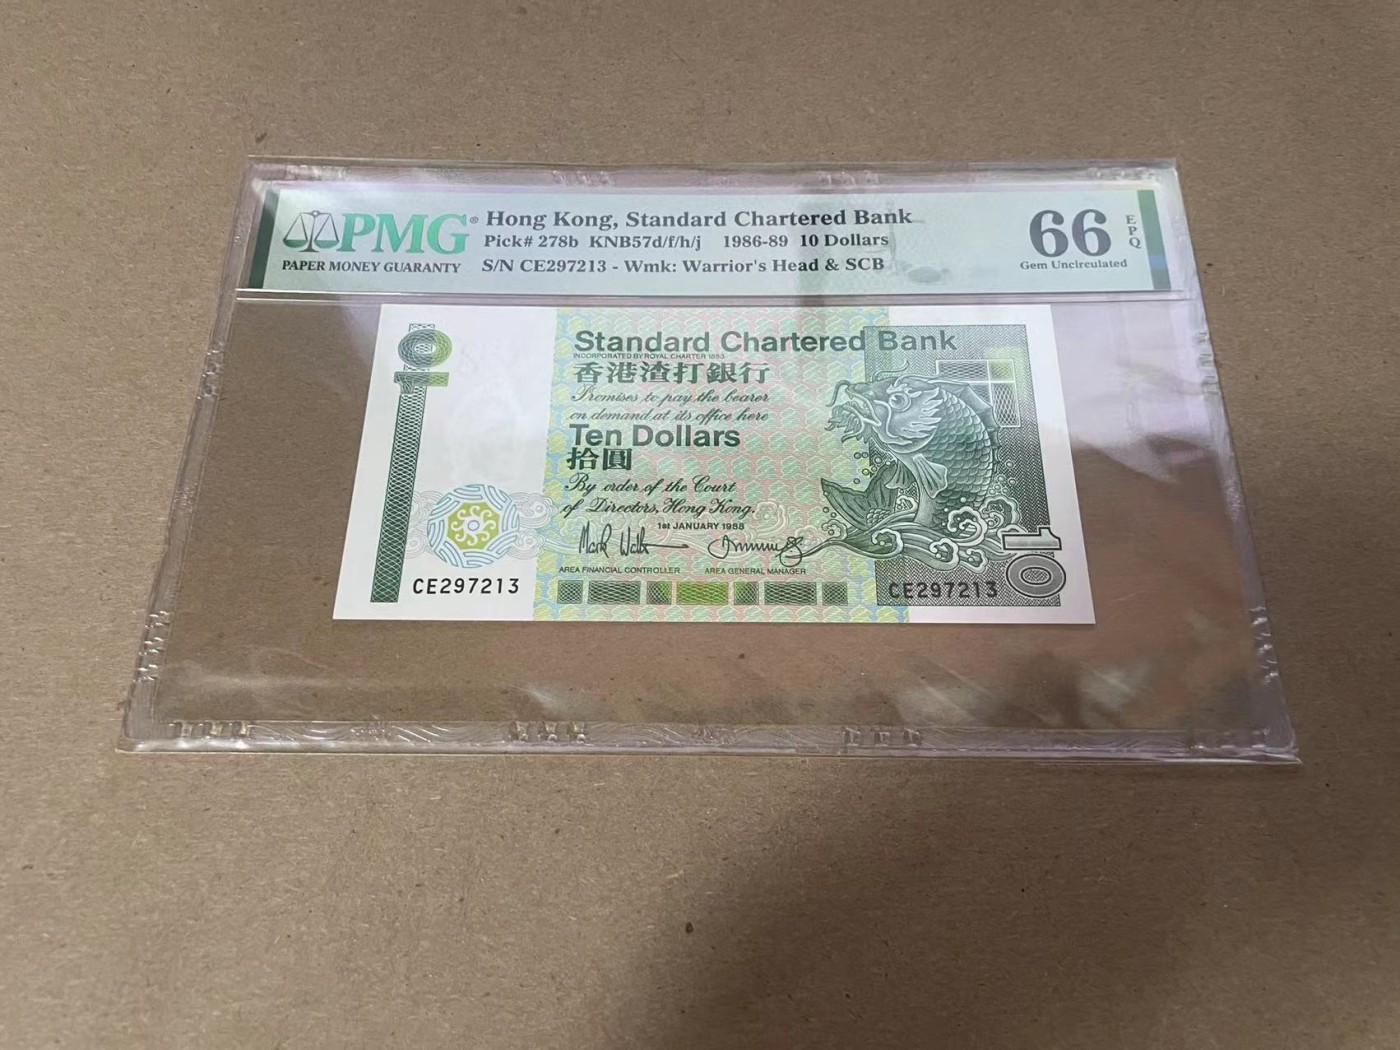 PMG® Hong Kong, Standard Chartered Bank
Pick# 278b KNB57d/f/h/j 1986-89 10 Dollars
PAPER MONEY GUARANTY S/N CE297213 - Wmk: Warrior's Head & SCB
66 EPQ
Gem Uncirculated
10
Standard Chartered Bank
INCORPORATED BY ROYAL CHARTER 1853
香港渣打銀行
Promises to pay the bearer
on demand at its office here
Ten Dollars
拾圓
By order of the Court
of Directors, Hong Kong.
1st JANUARY 1988
AREA FINANCIAL CONTROLLER AREA GENERAL MANAGER
CE297213 CE297213
10